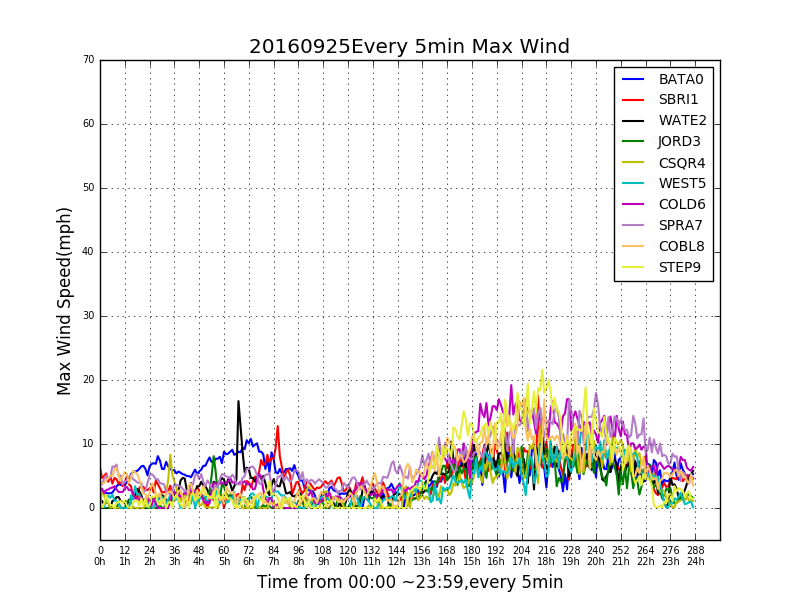 20160925Every 5min Max Wind
70
60
50
40
30
20
10
0
Max Wind Speed(mph)
BATA0
SBRI1
WATE2
JORD3
CSQR4
WEST5
COLD6
SPRA7
COBL8
STEP9
0 12 24 36 48 60 72 84 96 108 120 132 144 156 168 180 192 204 216 228 240 252 264 276 288
0h 1h 2h 3h 4h 5h 6h 7h 8h 9h 10h 11h 12h 13h 14h 15h 16h 17h 18h 19h 20h 21h 22h 23h 24h
Time from 00:00 ~23:59,every 5min